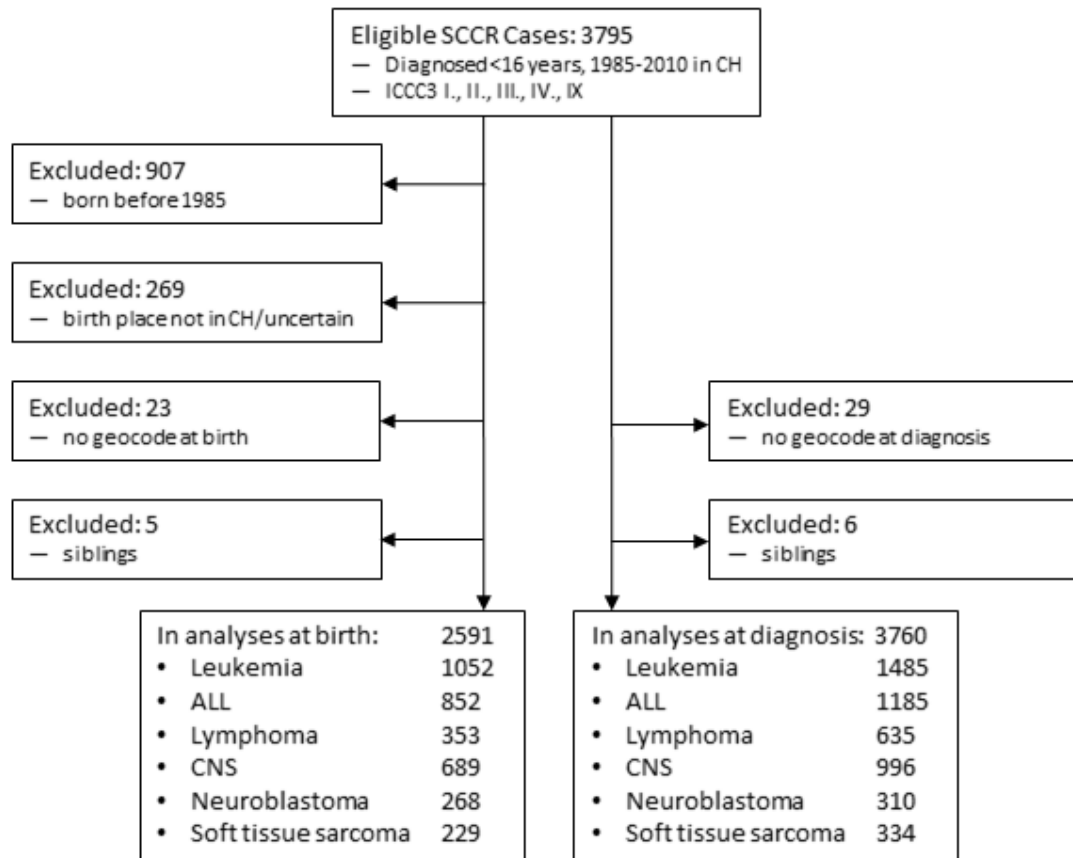 Eligible SCCR Cases: 3795
— Diagnosed <16 years, 1985-2010 in CH
— ICCC3 I., II., III., IV., IX
Excluded: 907
— born before 1985
Excluded: 269
— birth place not in CH/uncertain
Excluded: 23
— no geocode at birth
Excluded: 29
— no geocode at diagnosis
Excluded: 5
— siblings
Excluded: 6
— siblings
In analyses at birth: 2591
• Leukemia 1052
• ALL 852
• Lymphoma 353
• CNS 689
• Neuroblastoma 268
• Soft tissue sarcoma 229
In analyses at diagnosis: 3760
• Leukemia 1485
• ALL 1185
• Lymphoma 635
• CNS 996
• Neuroblastoma 310
• Soft tissue sarcoma 334